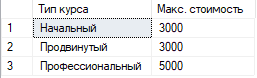 Тип курса Макс. стоимость
1 Начальный 3000
2 Продвинутый 3000
3 Профессиональный 5000